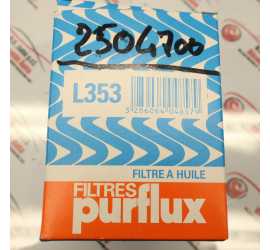 2504700
L353
FILTRE A HUILE
FILTRES
purflux